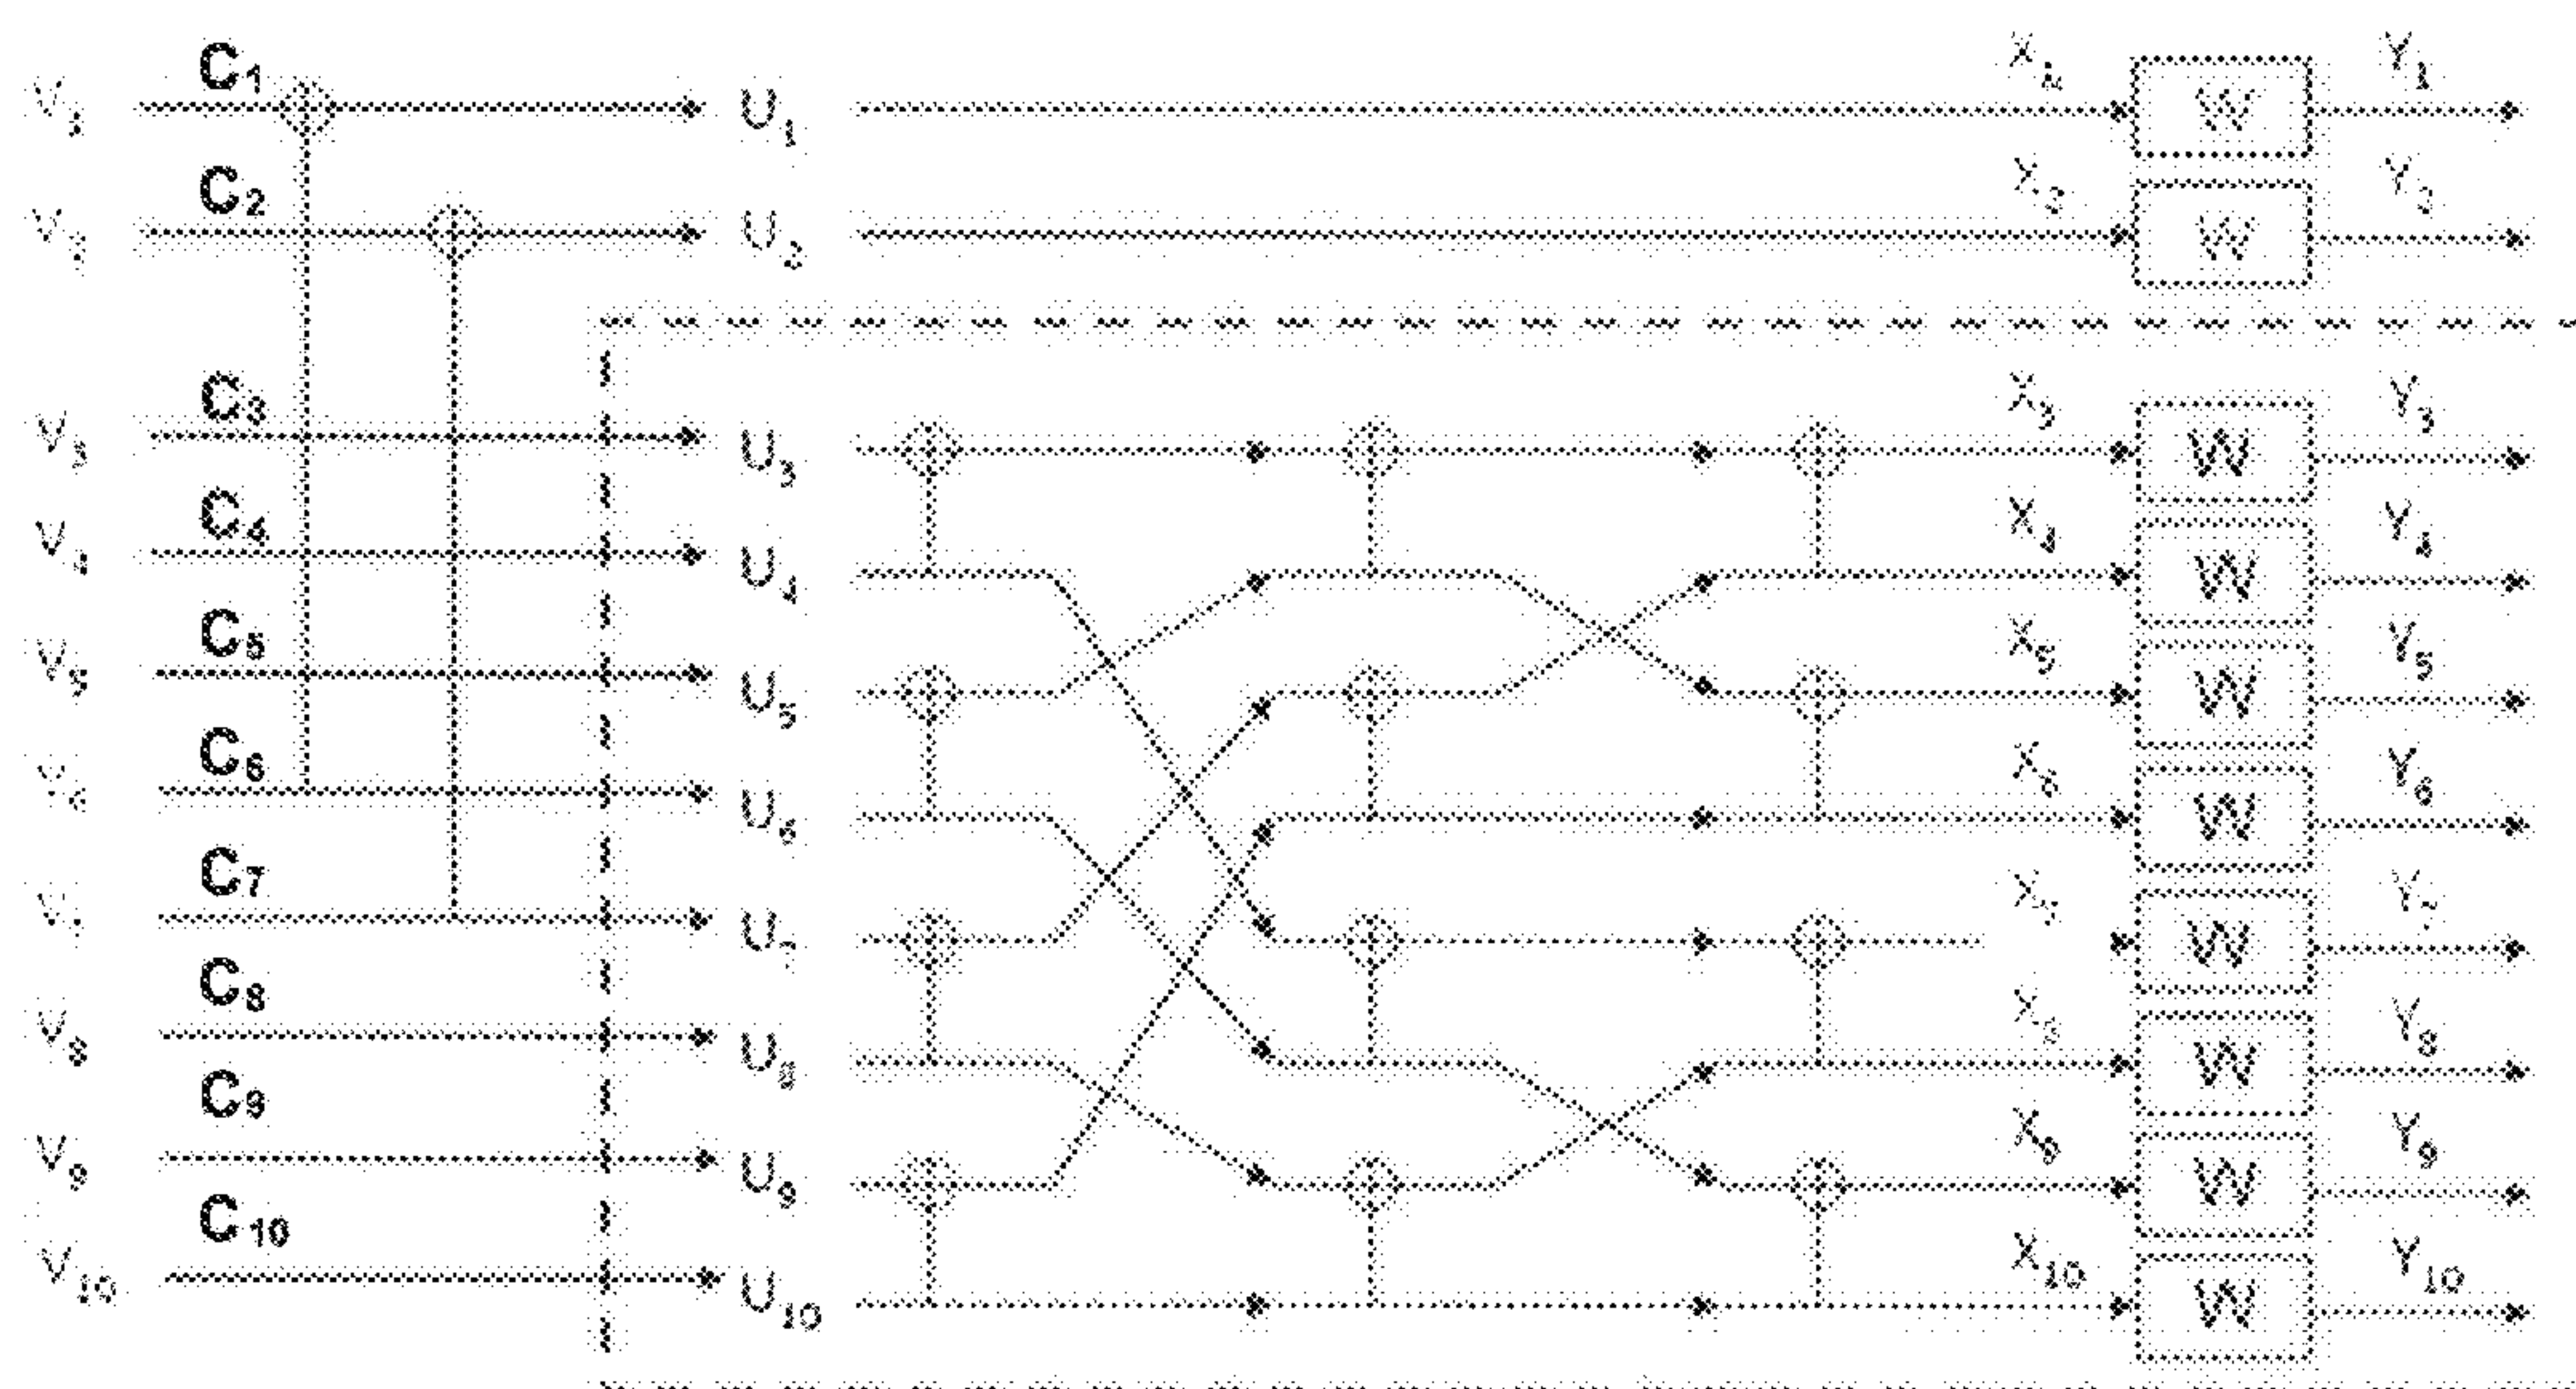 C1 X Y1
V U1 W
C2 X2 Y2
V2 U2 W
C3 X3 Y3
V3 U3 W
C4 X4 Y4
V4 U4 W
C5 X5 Y5
V5 U5 W
C6 X6 Y6
V6 U6 W
C7 X7 Y7
V7 U7 W
C8 X8 Y8
V8 U8 W
C9 X9 Y9
V9 U9 W
C10 X10 Y10
V10 U10 W